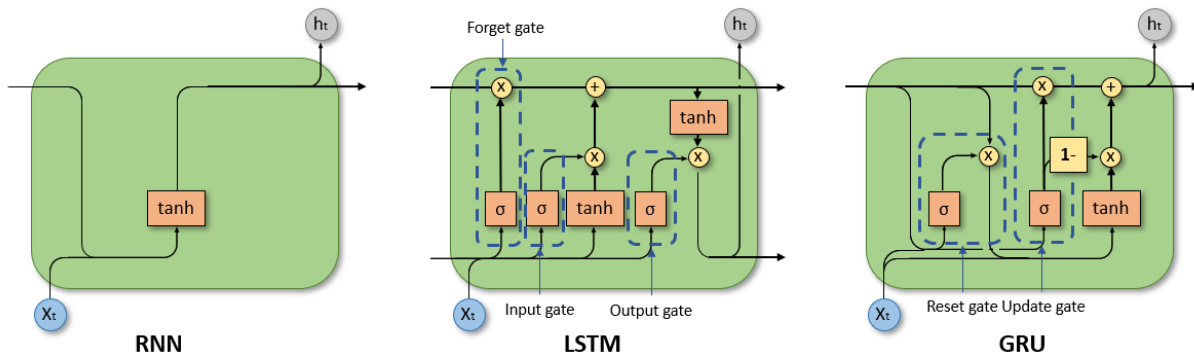 hₜ
tanh
Xₜ
RNN
Forget gate
hₜ
x
+
tanh
x
x
σ
σ
tanh
σ
Xₜ
Input gate
Output gate
LSTM
hₜ
x
+
x
1-
x
σ
σ
tanh
Xₜ
Reset gate
Update gate
GRU